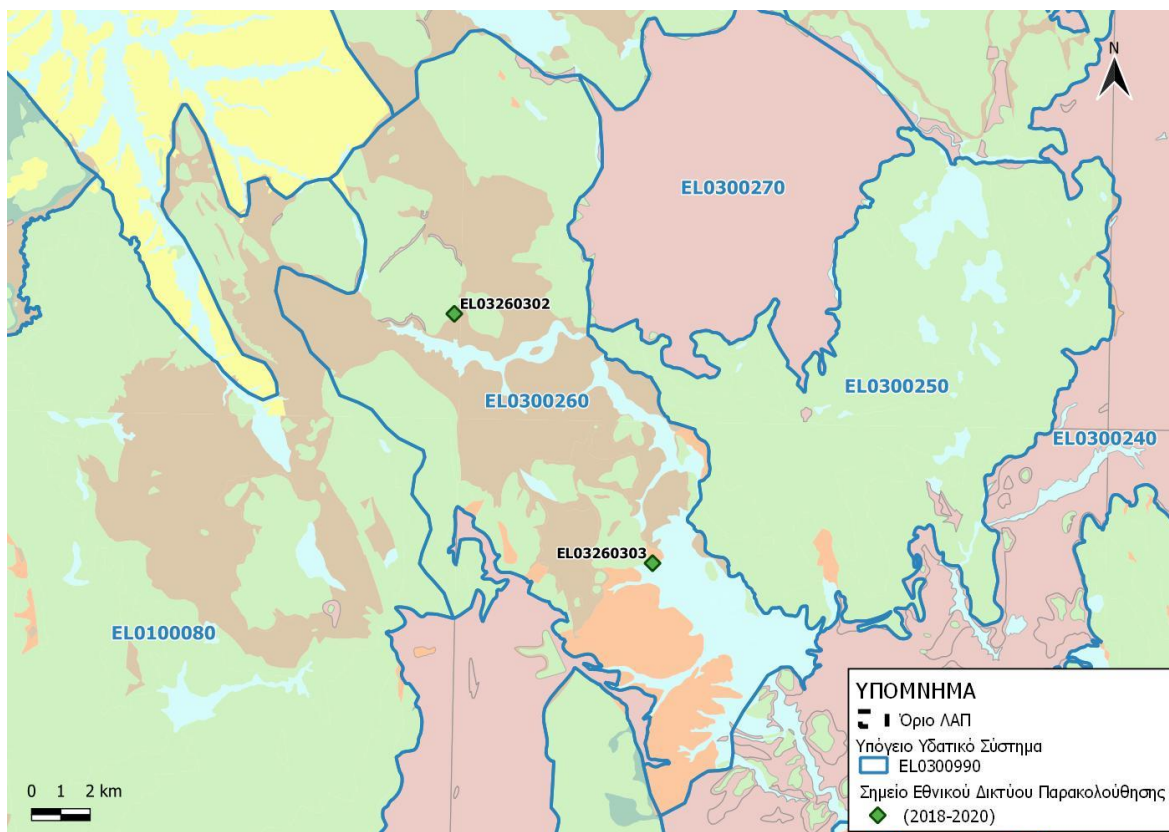 N
EL0300270
EL03260302
EL0300260
EL0300250
EL0300240
EL03260303
EL0100080
ΥΠΟΜΝΗΜΑ
Όριο ΛΑΠ
Υπόγειο Υδατικό Σύστημα
EL0300990
Σημείο Εθνικού Δικτύου Παρακολούθησης
(2018-2020)
0 1 2 km